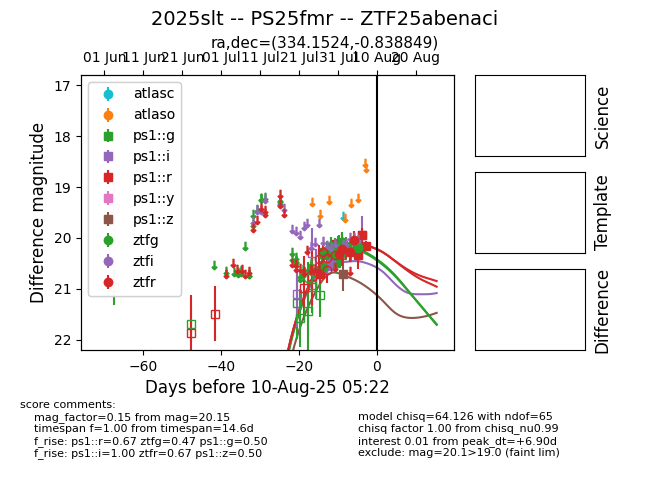 2025slt -- PS25fmr -- ZTF25abenaci
ra,dec=(334.1524,-0.838849)
01 Jun 11 Jun 21 Jun 01 Jul 11 Jul 21 Jul 31 Jul 10 Aug 20 Aug
17
18
19
20
21
22
Difference magnitude
atlasc
atlaso
ps1::g
ps1::i
ps1::r
ps1::y
ps1::z
ztfg
ztfi
ztfr
−60 −40 −20 0
Days before 10-Aug-25 05:22
Science
Template
Difference
score comments:
mag_factor=0.15 from mag=20.15
timespan f=1.00 from timespan=14.6d
f_rise: ps1::r=0.67 ztfg=0.47 ps1::g=0.50
f_rise: ps1::i=1.00 ztfr=0.67 ps1::z=0.50
model chisq=64.126 with ndof=65
chisq factor 1.00 from chisq_nu0.99
interest 0.01 from peak_dt=+6.90d
exclude: mag=20.1>19.0 (faint lim)